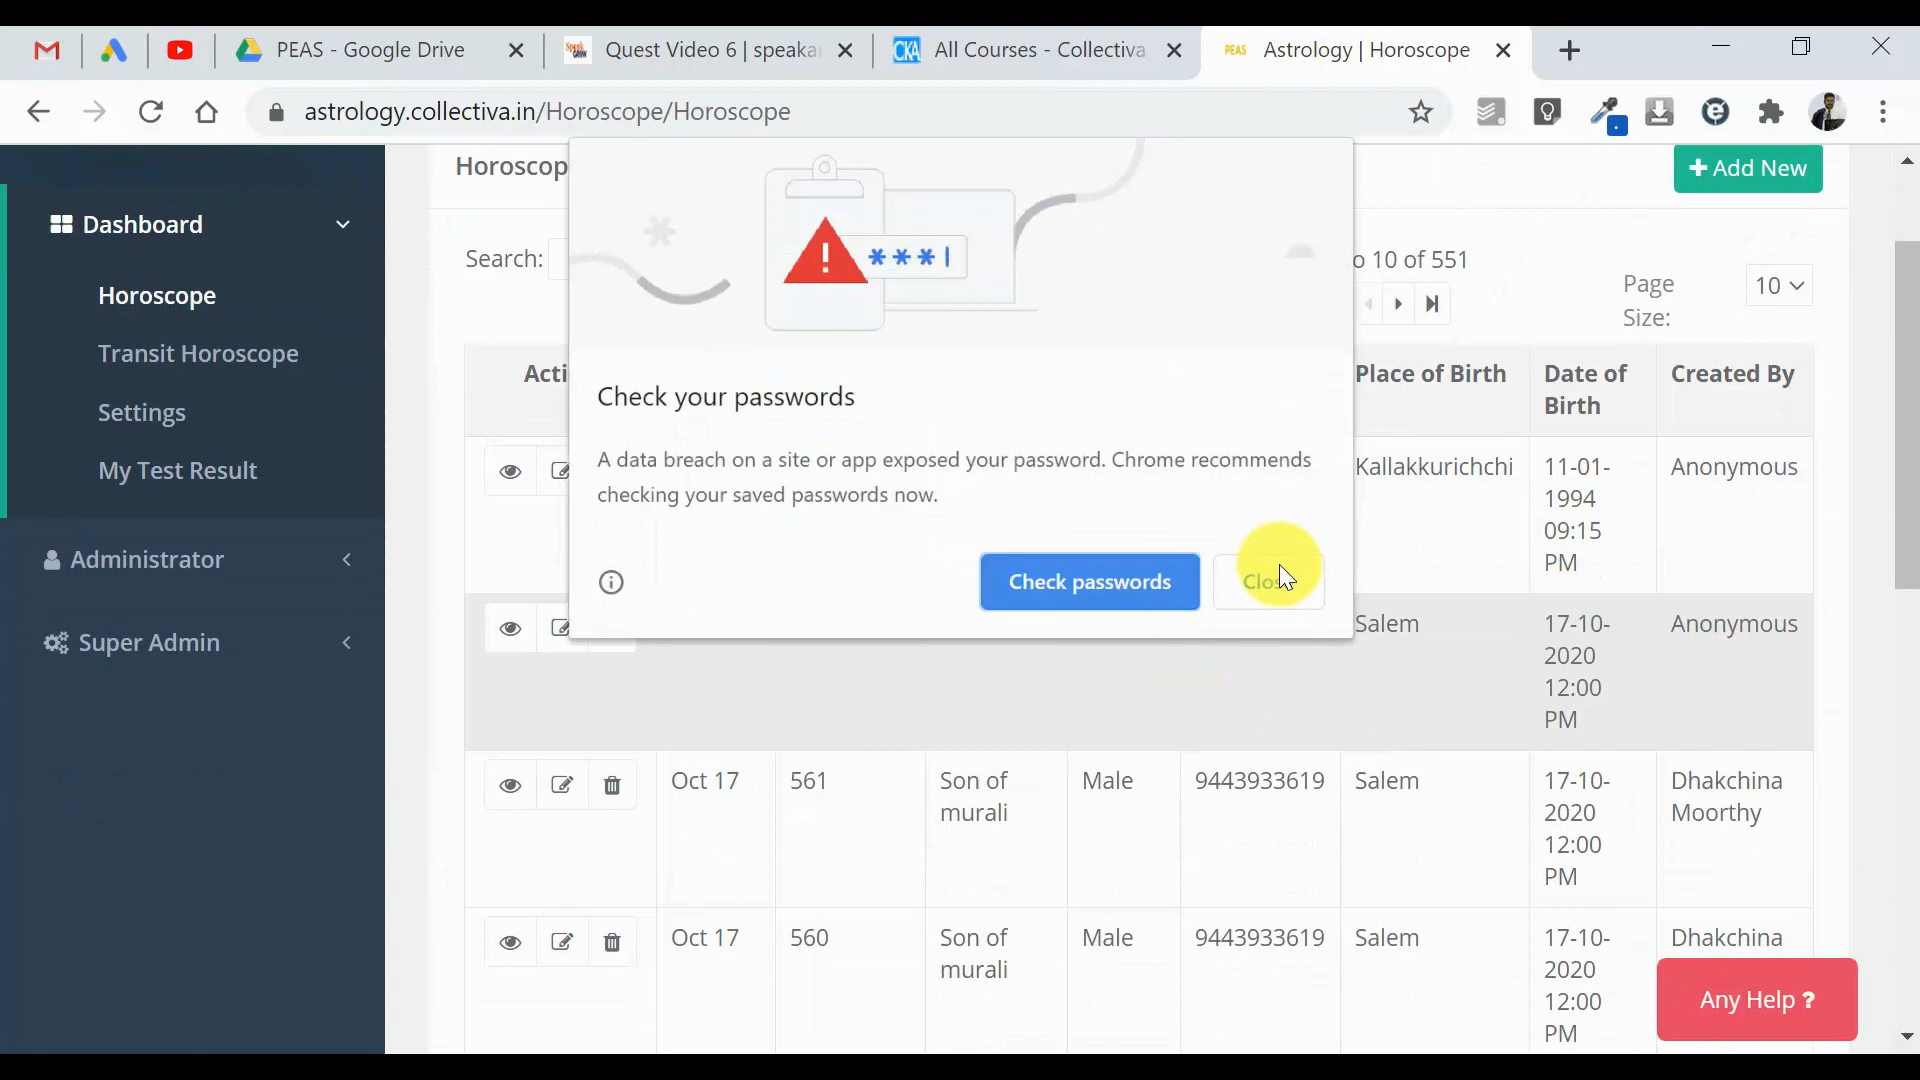 PEAS - Google Drive
Quest Video 6 | speaka
CKA
All Courses - Collectiva
PEAS
Astrology | Horoscope
astrology.collectiva.in/Horoscope/Horoscope
Dashboard
Horoscope
Transit Horoscope
Settings
My Test Result
Administrator
Super Admin
Horoscop
+ Add New
Search:
o 10 of 551
Page
Size:
10
***
Check your passwords
A data breach on a site or app exposed your password. Chrome recommends
checking your saved passwords now.
Check passwords
Acti
Place of Birth
Date of
Birth
Created By
Kallakkurichchi
11-01-
1994
09:15
PM
Anonymous
Salem
17-10-
2020
12:00
PM
Anonymous
Oct 17
561
Son of
murali
Male
9443933619
Salem
17-10-
2020
12:00
PM
Dhakchina
Moorthy
Oct 17
560
Son of
murali
Male
9443933619
Salem
17-10-
2020
12:00
PM
Dhakchina
Any Help ?